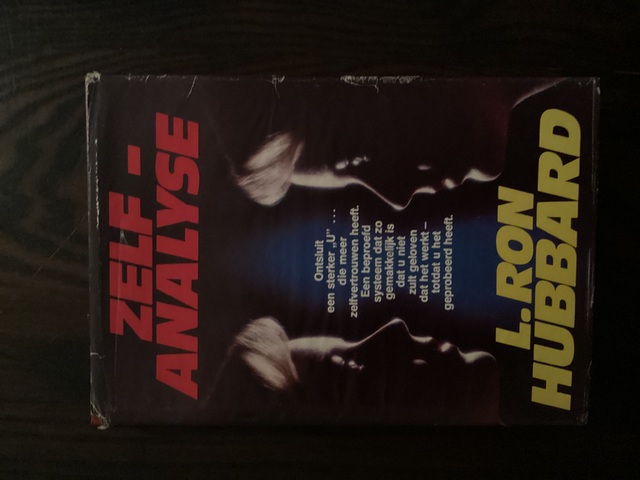 ZELF –
ANALYSE
Ontsluit
een sterker „U” ...
die meer
zelfvertrouwen heeft.
Een beproefd
systeem dat zo
gemakkelijk is
dat u niet
zult geloven
dat het werkt –
totdat u het
geprobeerd heeft.
L. RON
HUBBARD